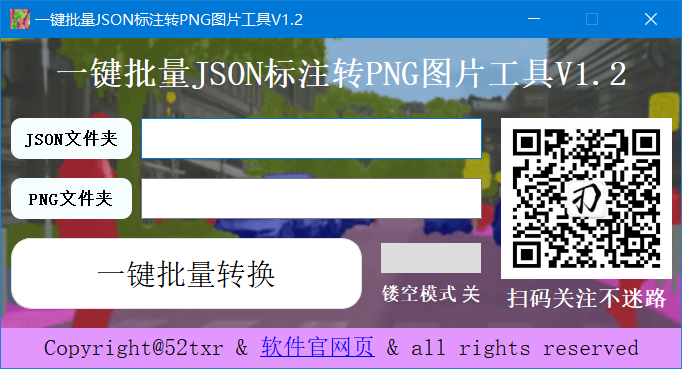 一键批量JSON标注转PNG图片工具V1.2
一键批量JSON标注转PNG图片工具V1.2
JSON文件夹
PNG文件夹
一键批量转换
镂空模式 关
扫码关注不迷路
Copyright@52txr & 软件官网页 & all rights reserved